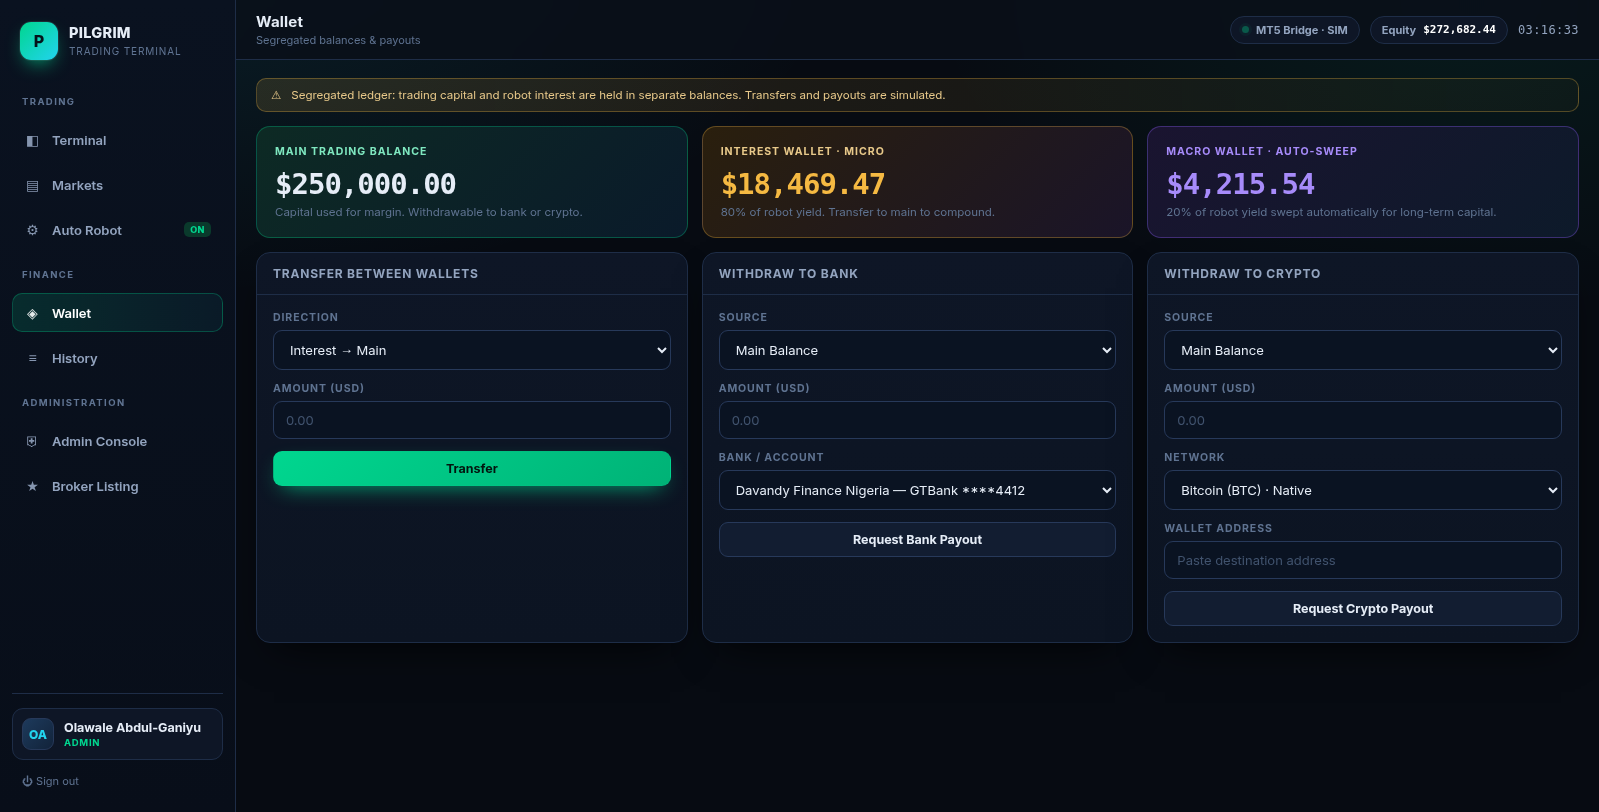 P
PILGRIM
TRADING TERMINAL
TRADING
Terminal
Markets
Auto Robot ON
FINANCE
Wallet
History
ADMINISTRATION
Admin Console
Broker Listing
OA
Olawale Abdul-Ganiyu
ADMIN
Sign out
Wallet
Segregated balances & payouts
MT5 Bridge · SIM
Equity $272,682.44
03:16:33
⚠ Segregated ledger: trading capital and robot interest are held in separate balances. Transfers and payouts are simulated.
MAIN TRADING BALANCE
$250,000.00
Capital used for margin. Withdrawable to bank or crypto.
INTEREST WALLET · MICRO
$18,469.47
80% of robot yield. Transfer to main to compound.
MACRO WALLET · AUTO-SWEEP
$4,215.54
20% of robot yield swept automatically for long-term capital.
TRANSFER BETWEEN WALLETS
DIRECTION
Interest → Main
AMOUNT (USD)
0.00
Transfer
WITHDRAW TO BANK
SOURCE
Main Balance
AMOUNT (USD)
0.00
BANK / ACCOUNT
Davandy Finance Nigeria — GTBank ****4412
Request Bank Payout
WITHDRAW TO CRYPTO
SOURCE
Main Balance
AMOUNT (USD)
0.00
NETWORK
Bitcoin (BTC) · Native
WALLET ADDRESS
Paste destination address
Request Crypto Payout